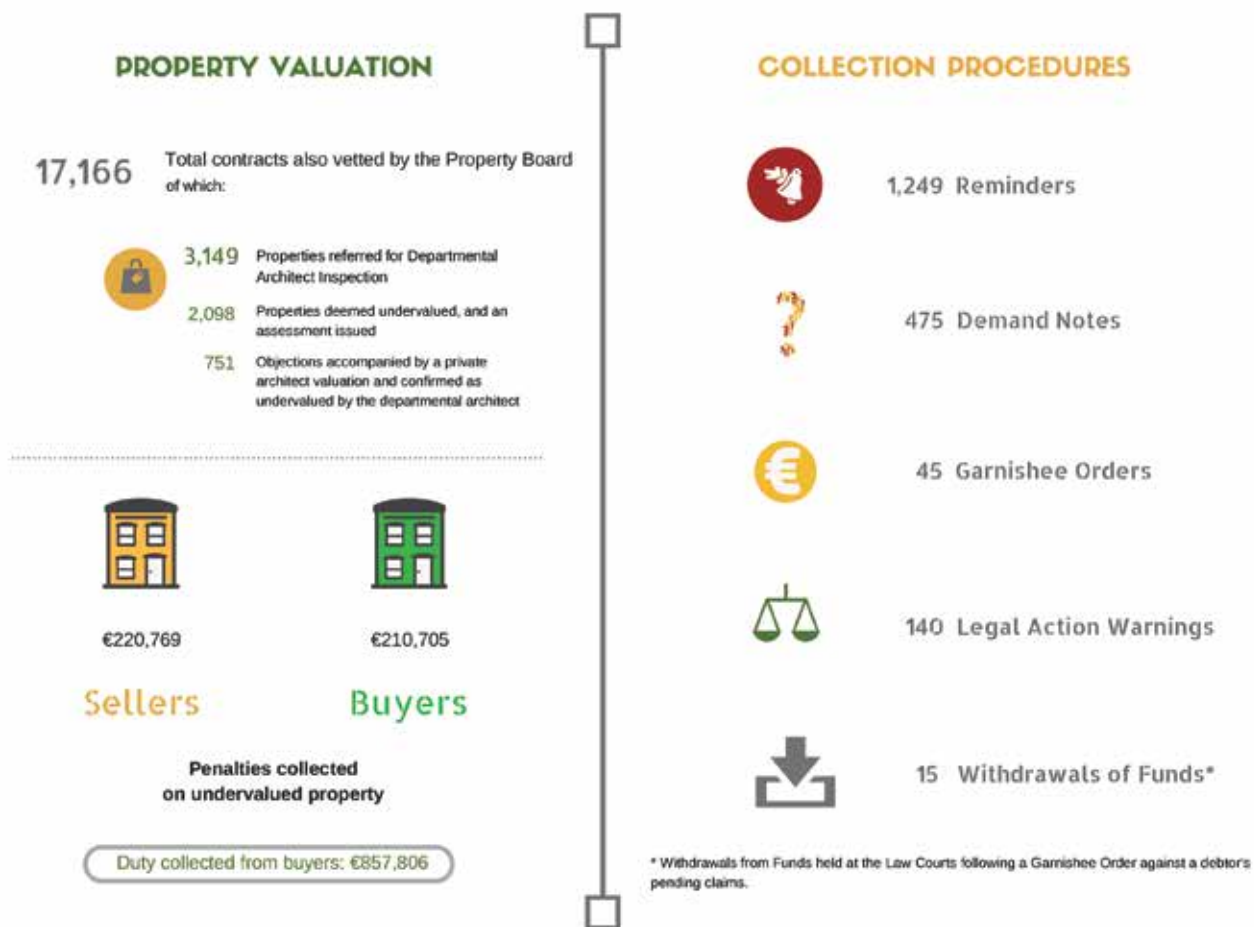 PROPERTY VALUATION
17,166
Total contracts also vetted by the Property Board
of which:
3,149
Properties referred for Departmental
Architect Inspection
2,098
Properties deemed undervalued, and an
assessment issued
751
Objections accompanied by a private
architect valuation and confirmed as
undervalued by the departmental architect
€220,769
€210,705
Sellers
Buyers
Penalties collected
on undervalued property
Duty collected from buyers: €857,806
COLLECTION PROCEDURES
1,249 Reminders
475 Demand Notes
45 Garnishee Orders
140 Legal Action Warnings
15 Withdrawals of Funds*
* Withdrawals from Funds held at the Law Courts following a Garnishee Order against a debtor's
pending claims.